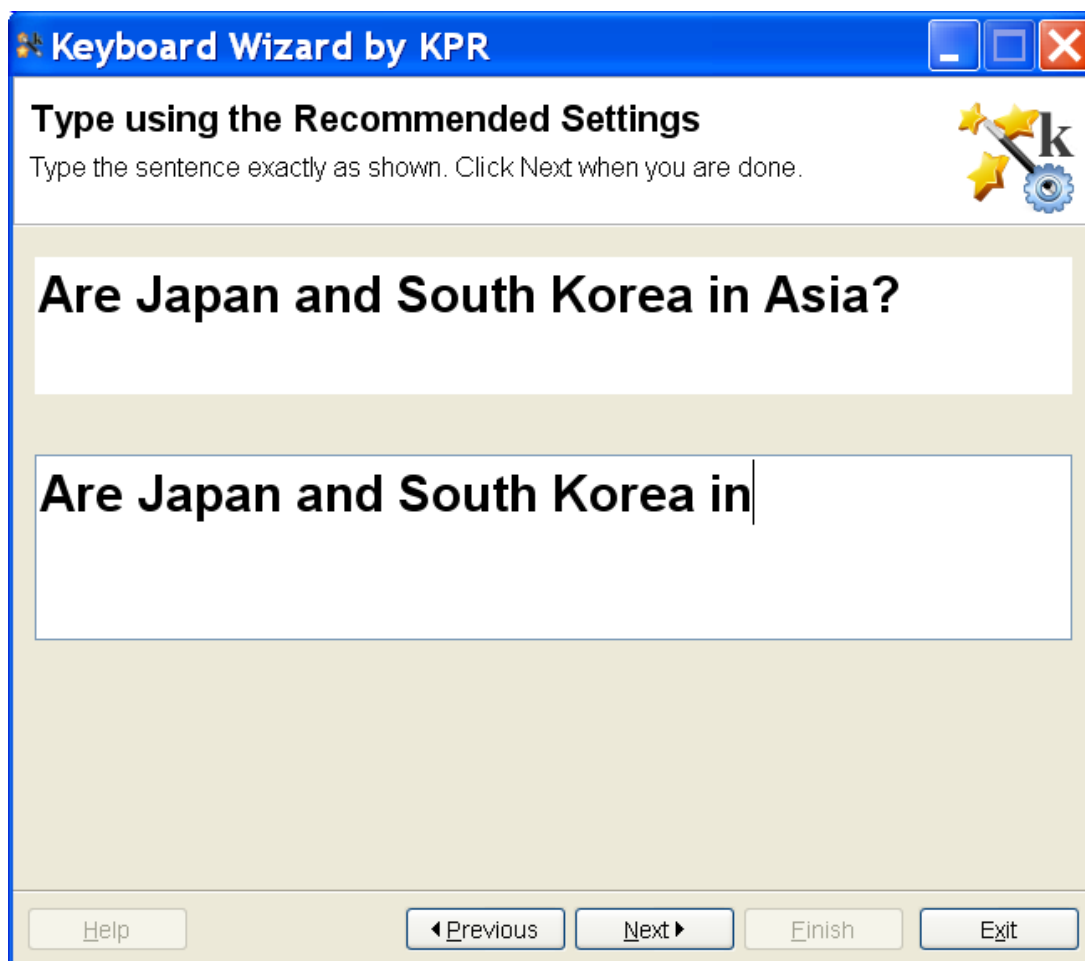 Keyboard Wizard by KPR
Type using the Recommended Settings
Type the sentence exactly as shown. Click Next when you are done.
k
Are Japan and South Korea in Asia?
Are Japan and South Korea in
Help
Previous
Next
Finish
Exit